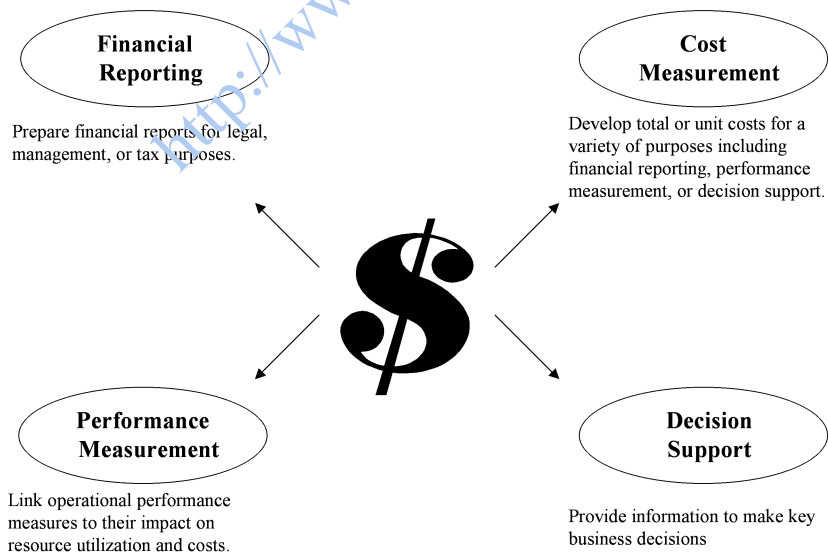 Financial
Reporting
http://ww
Prepare financial reports for legal,
management, or tax purposes.
Cost
Measurement
Develop total or unit costs for a
variety of purposes including
financial reporting, performance
measurement, or decision support.
$
Performance
Measurement
Link operational performance
measures to their impact on
resource utilization and costs.
Decision
Support
Provide information to make key
business decisions